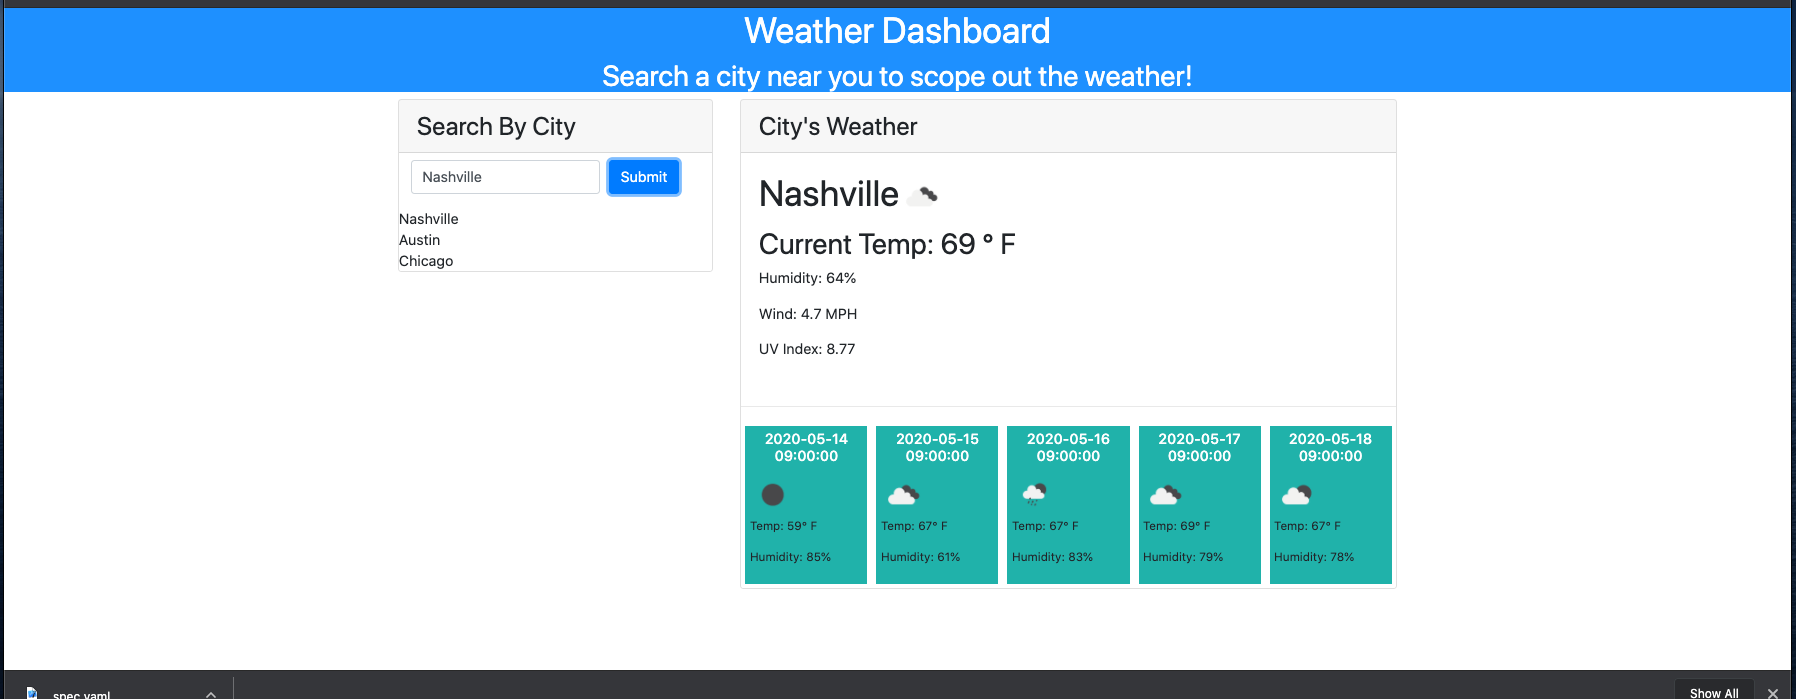 Weather Dashboard
Search a city near you to scope out the weather!
Search By City
Nashville
Submit
Nashville
Austin
Chicago
City's Weather
Nashville
Current Temp: 69 ° F
Humidity: 64%
Wind: 4.7 MPH
UV Index: 8.77
2020-05-14
09:00:00
Temp: 59° F
Humidity: 85%
2020-05-15
09:00:00
Temp: 67° F
Humidity: 61%
2020-05-16
09:00:00
Temp: 67° F
Humidity: 83%
2020-05-17
09:00:00
Temp: 69° F
Humidity: 79%
2020-05-18
09:00:00
Temp: 67° F
Humidity: 78%
spec.yaml
Show All